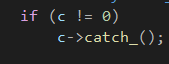 if (c != 0)
    c->catch_();